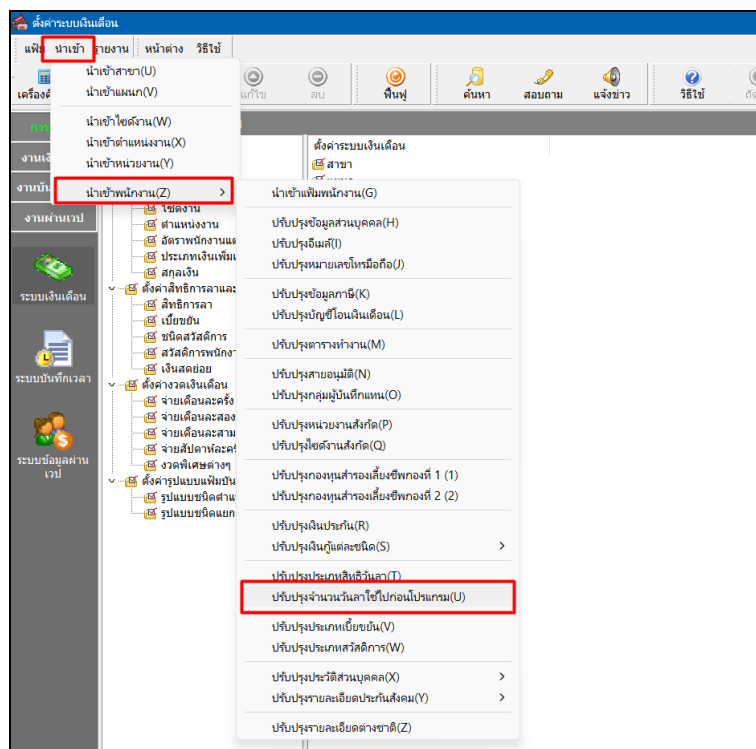 ตั้งค่าระบบเงินเดือน
แฟ้ม นำเข้า รายงาน หน้าต่าง วิธีใช้
แก้ไข ลบ ฟื้นฟู ค้นหา สอบถาม แจ้งข่าว วิธีใช้
นำเข้าสาขา(U)
นำเข้าแผนก(V)
นำเข้าไซต์งาน(W)
นำเข้าตำแหน่งงาน(X)
นำเข้าหน่วยงาน(Y)
นำเข้าพนักงาน(Z)
งานผ่านเวป
ระบบเงินเดือน
ระบบบันทึกเวลา
ระบบข้อมูลผ่าน
เวป
ไซต์งาน
ตำแหน่งงาน
อัตราพนักงานแต
ประเภทเงินเพิ่มเ
สกุลเงิน
ตั้งค่าสิทธิการลาและ
สิทธิการลา
เบี้ยขยัน
ชนิดสวัสดิการ
สวัสดิการพนักงา
เงินสดย่อย
ตั้งค่างวดเงินเดือน
จ่ายเดือนละครั้ง
จ่ายเดือนละสอง
จ่ายเดือนละสาม
จ่ายสัปดาห์ละครั
งวดพิเศษต่างๆ
ตั้งค่ารูปแบบแฟ้มบัน
รูปแบบชนิดตำแ
รูปแบบชนิดแยก
ตั้งค่าระบบเงินเดือน
สาขา
นำเข้าแฟ้มพนักงาน(G)
ปรับปรุงข้อมูลส่วนบุคคล(H)
ปรับปรุงอีเมล์(I)
ปรับปรุงหมายเลขโทรมือถือ(J)
ปรับปรุงข้อมูลภาษี(K)
ปรับปรุงบัญชีโอนเงินเดือน(L)
ปรับปรุงตารางทำงาน(M)
ปรับปรุงสายอนุมัติ(N)
ปรับปรุงกลุ่มผู้บันทึกแทน(O)
ปรับปรุงหน่วยงานสังกัด(P)
ปรับปรุงไซต์งานสังกัด(Q)
ปรับปรุงกองทุนสำรองเลี้ยงชีพกองที่ 1 (1)
ปรับปรุงกองทุนสำรองเลี้ยงชีพกองที่ 2 (2)
ปรับปรุงเงินประกัน(R)
ปรับปรุงเงินกู้แต่ละชนิด(S)
ปรับปรุงประเภทสิทธิวันลา(T)
ปรับปรุงจำนวนวันลาใช้ไปก่อนโปรแกรม(U)
ปรับปรุงประเภทเบี้ยขยัน(V)
ปรับปรุงประเภทสวัสดิการ(W)
ปรับปรุงประวัติส่วนบุคคล(X)
ปรับปรุงรายละเอียดประกันสังคม(Y)
ปรับปรุงรายละเอียดต่างชาติ(Z)